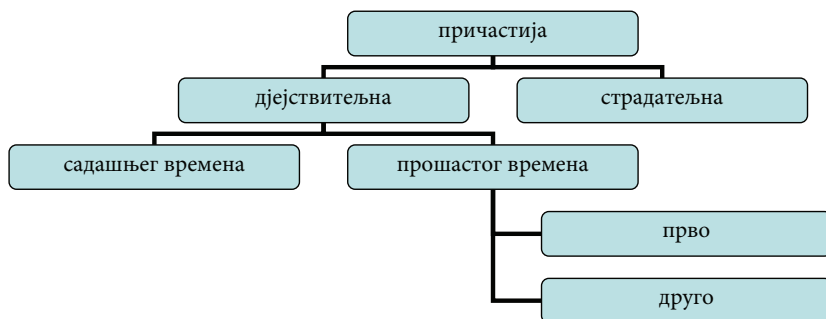 причастија
дјејствитељна
страдатељна
садашњег времена
прошастог времена
прво
друго